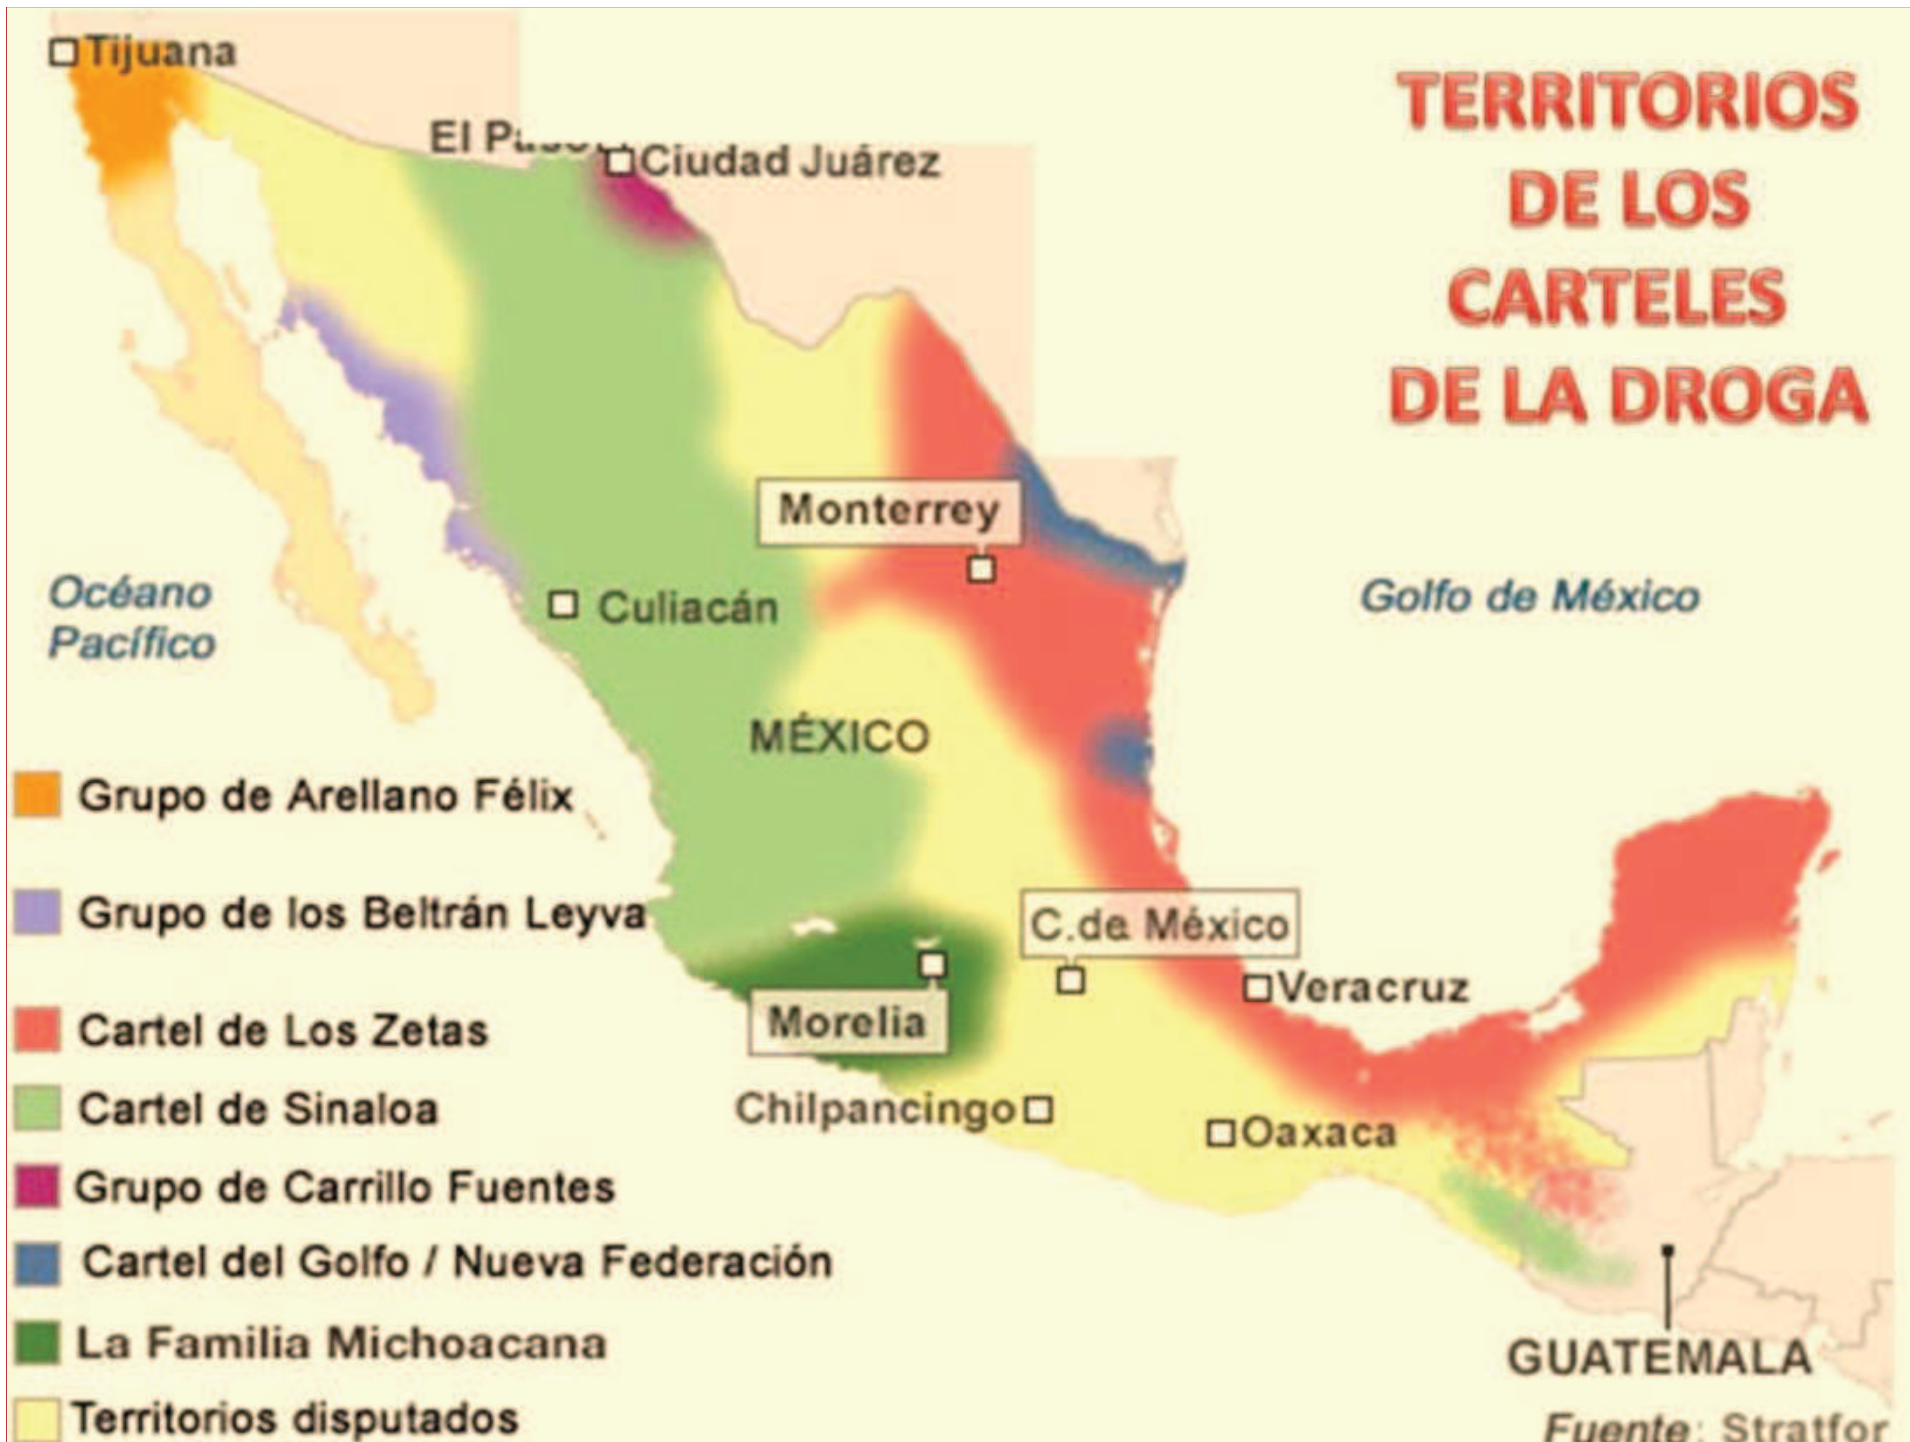 Tijuana
TERRITORIOS
DE LOS
CARTELES
DE LA DROGA
Ciudad Juárez
Monterrey
Culiacán
Océano
Pacífico
Golfo de México
MÉXICO
C.de México
Veracruz
Morelia
Chilpancingo
Oaxaca
GUATEMALA
Grupo de Arellano Félix
Grupo de los Beltrán Leyva
Cartel de Los Zetas
Cartel de Sinaloa
Grupo de Carrillo Fuentes
Cartel del Golfo / Nueva Federación
La Familia Michoacana
Territorios disputados
Fuente: Stratfor